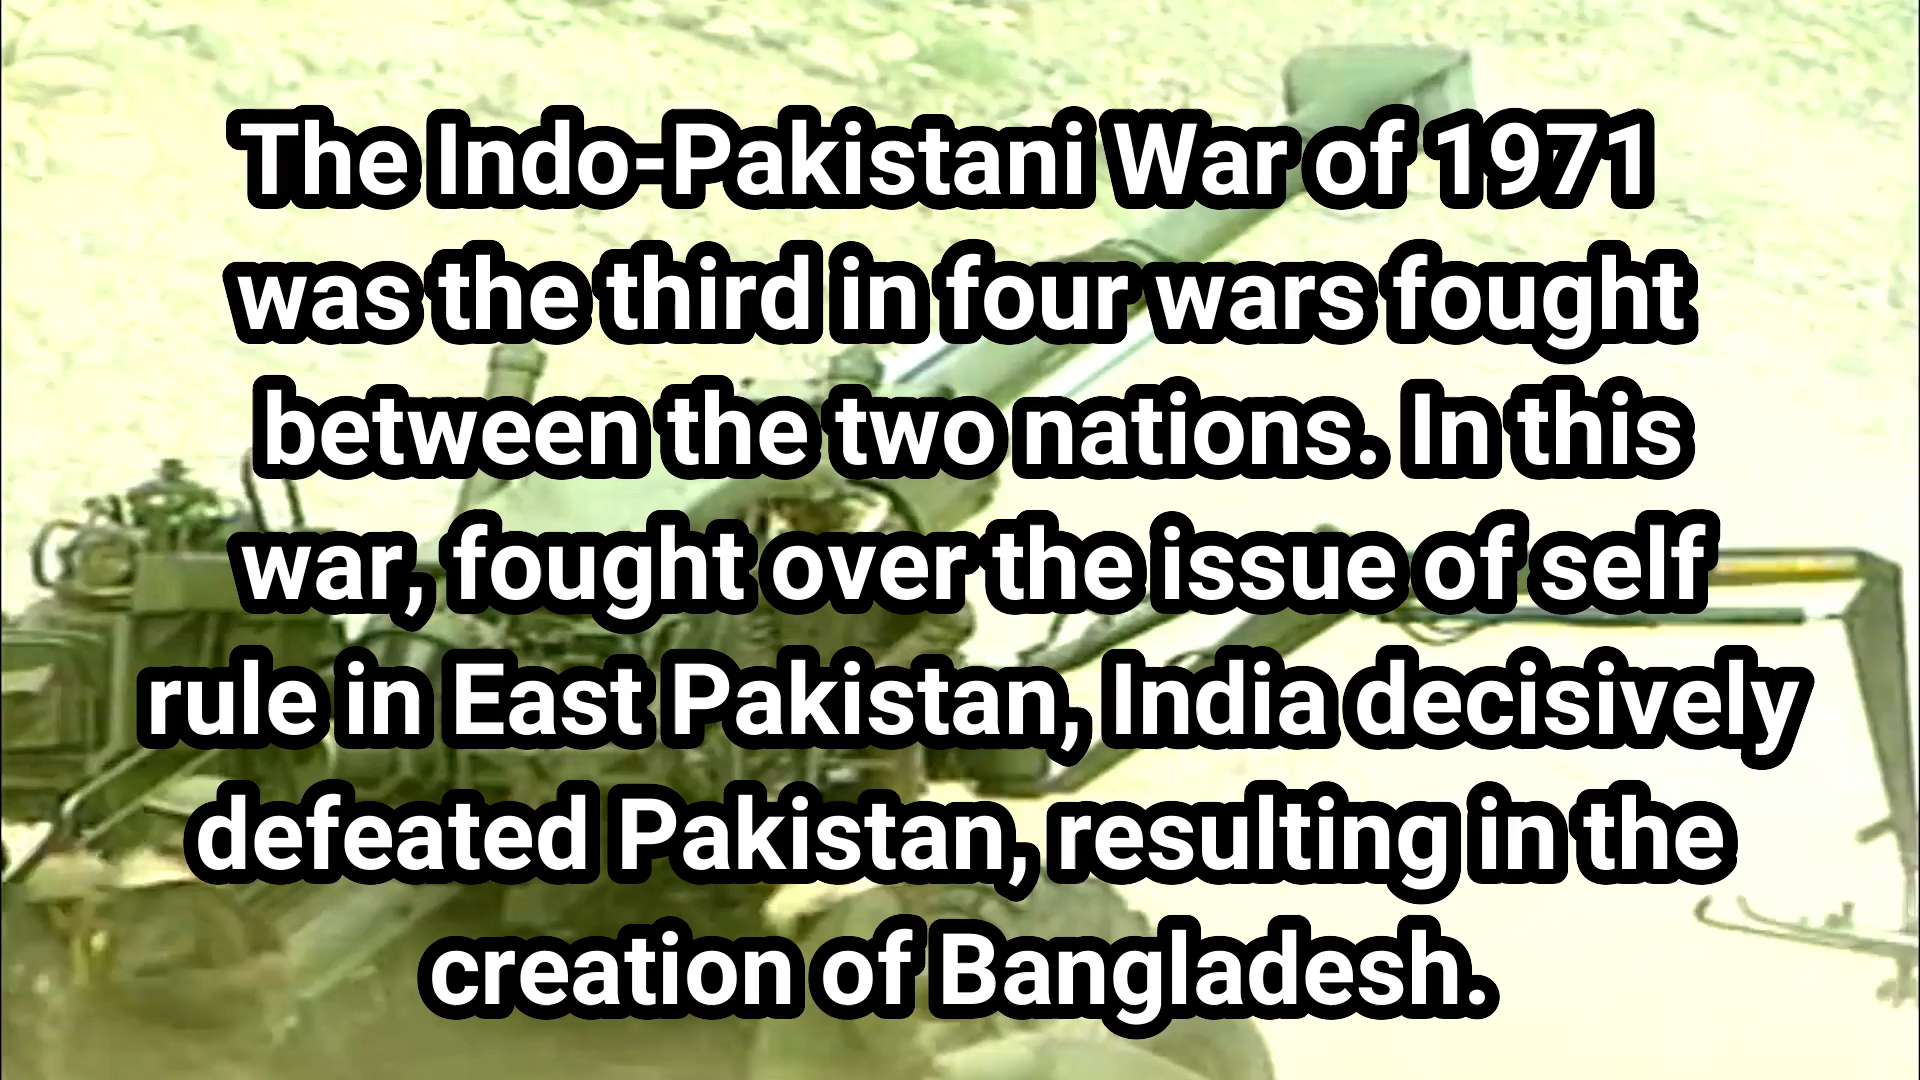 The Indo-Pakistani War of 1971
was the third in four wars fought
between the two nations. In this
war, fought over the issue of self
rule in East Pakistan, India decisively
defeated Pakistan, resulting in the
creation of Bangladesh.